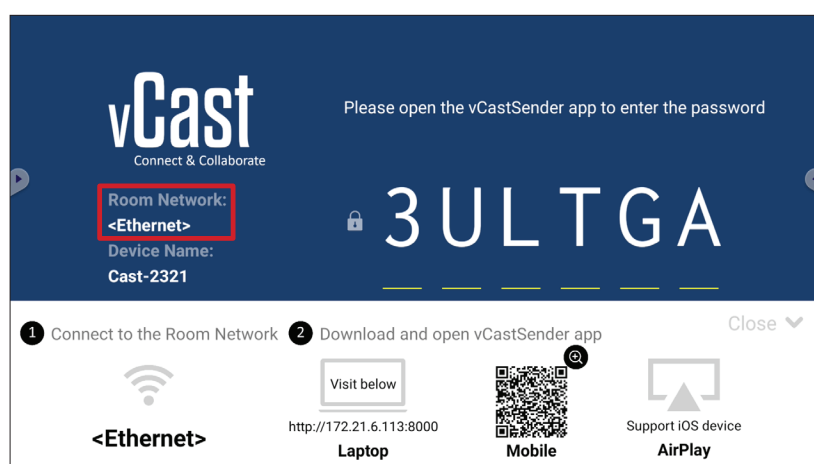 vCast
Connect & Collaborate
Please open the vCastSender app to enter the password
Room Network:
<Ethernet>
Device Name:
Cast-2321
3ULTGA
1 Connect to the Room Network
2 Download and open vCastSender app
Close
<Ethernet>
Visit below
http://172.21.6.113:8000
Laptop
Mobile
Support iOS device
AirPlay